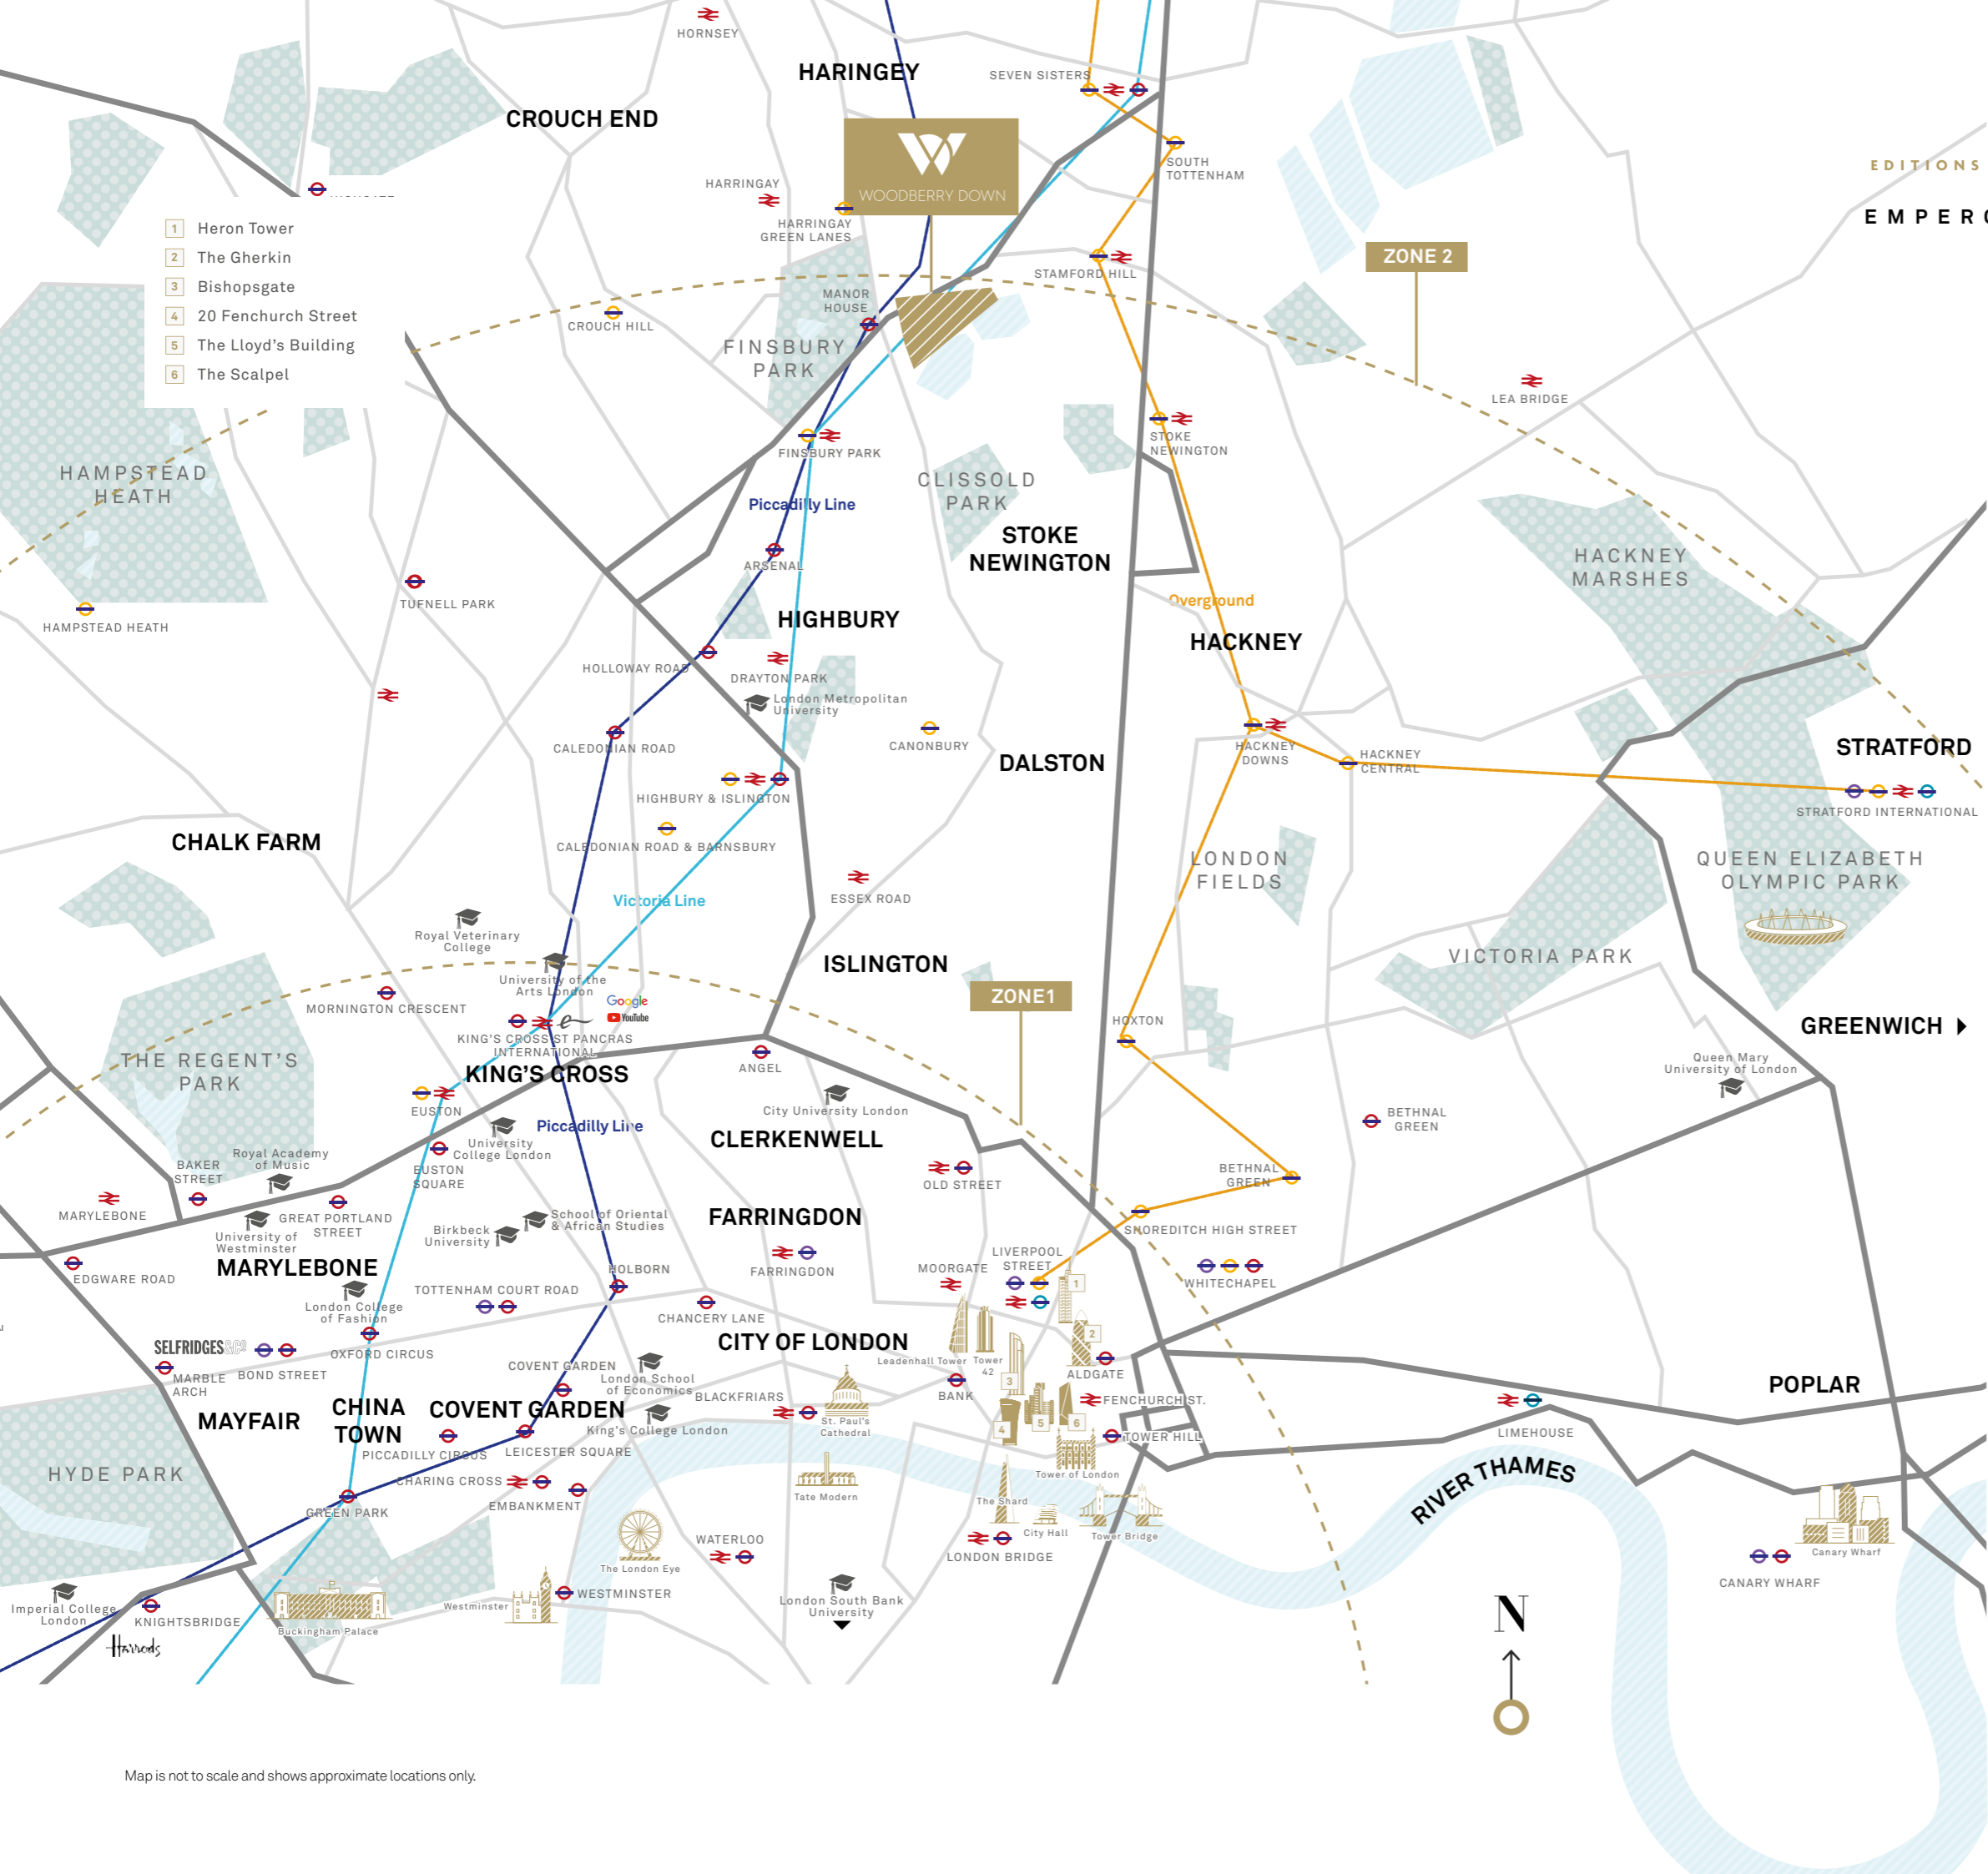 HORNSEY
HARINGEY
SEVEN SISTERS
CROUCH END
SOUTH
TOTTENHAM
EDITIONS
HARRINGAY
WOODBERRY DOWN
HARRINGAY
GREEN LANES
EMPERO
1 Heron Tower
2 The Gherkin
3 Bishopsgate
4 20 Fenchurch Street
5 The Lloyd's Building
6 The Scalpel
ZONE 2
STAMFORD HILL
MANOR
HOUSE
CROUCH HILL
FINSBURY
PARK
LEA BRIDGE
STOKE
NEWINGTON
FINSBURY PARK
HAMPSTEAD
HEATH
CLISSOLD
PARK
Piccadilly Line
STOKE
NEWINGTON
HACKNEY
MARSHES
ARSENAL
TUFNELL PARK
Overground
HAMPSTEAD HEATH
HIGHBURY
HACKNEY
HOLLOWAY ROAD
DRAYTON PARK
London Metropolitan
University
CALEDONIAN ROAD
CANONBURY
HACKNEY
DOWNS
HACKNEY
CENTRAL
STRATFORD
DALSTON
HIGHBURY & ISLINGTON
STRATFORD INTERNATIONAL
CHALK FARM
CALEDONIAN ROAD & BARNSBURY
LONDON
FIELDS
QUEEN ELIZABETH
OLYMPIC PARK
ESSEX ROAD
Victoria Line
Royal Veterinary
College
ISLINGTON
VICTORIA PARK
University of the
Arts London
ZONE1
MORNINGTON CRESCENT
Google
YouTube
e
KING'S CROSS ST PANCRAS
INTERNATIONAL
HOXTON
GREENWICH
THE REGENT'S
PARK
KING'S CROSS
ANGEL
Queen Mary
University of London
EUSTON
City University London
BETHNAL
GREEN
Piccadilly Line
CLERKENWELL
University
College London
Royal Academy
of Music
BAKER
STREET
EUSTON
SQUARE
OLD STREET
BETHNAL
GREEN
MARYLEBONE
GREAT PORTLAND
STREET
School of Oriental
& African Studies
Birkbeck
University
FARRINGDON
SHOREDITCH HIGH STREET
University of
Westminster
MARYLEBONE
EDGWARE ROAD
HOLBORN
FARRINGDON
MOORGATE
LIVERPOOL
STREET
WHITECHAPEL
TOTTENHAM COURT ROAD
London College
of Fashion
CHANCERY LANE
1
CITY OF LONDON
2
SELFRIDGES&CO
OXFORD CIRCUS
MARBLE
ARCH
BOND STREET
COVENT GARDEN
London School
of Economics
Leadenhall Tower
Tower
42
3
ALDGATE
BANK
POPLAR
BLACKFRIARS
FENCHURCH ST.
MAYFAIR
CHINA
TOWN
COVENT GARDEN
King's College London
St. Paul's
Cathedral
4
5
6
TOWER HILL
LIMEHOUSE
PICCADILLY CIRCUS
LEICESTER SQUARE
HYDE PARK
CHARING CROSS
Tower of London
RIVER THAMES
EMBANKMENT
Tate Modern
The Shard
GREEN PARK
City Hall
Tower Bridge
WATERLOO
LONDON BRIDGE
Canary Wharf
The London Eye
CANARY WHARF
WESTMINSTER
Westminster
London South Bank
University
Imperial College
London
KNIGHTSBRIDGE
Buckingham Palace
Harrods
N
Map is not to scale and shows approximate locations only.